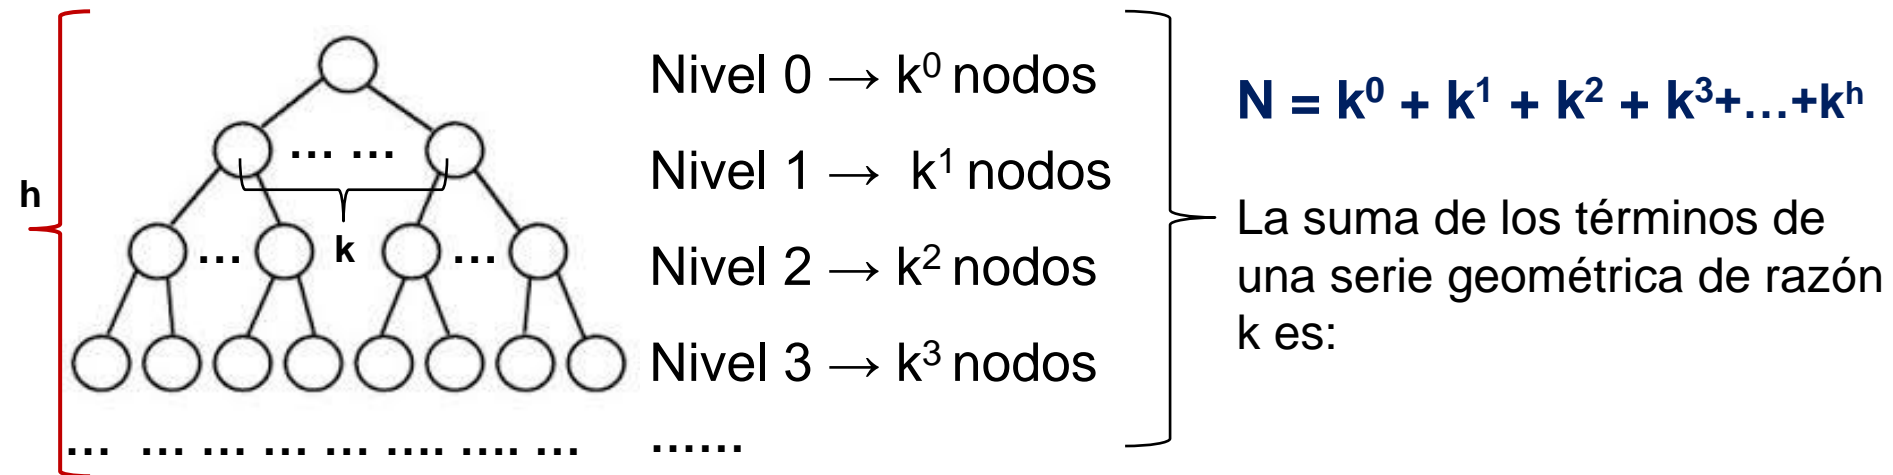 h
… …
k
… …
… … … … … …. …. …
Nivel 0 → k⁰ nodos
Nivel 1 → k¹ nodos
Nivel 2 → k² nodos
Nivel 3 → k³ nodos
……
N = k⁰ + k¹ + k² + k³+…+kʰ
La suma de los términos de
una serie geométrica de razón
k es: